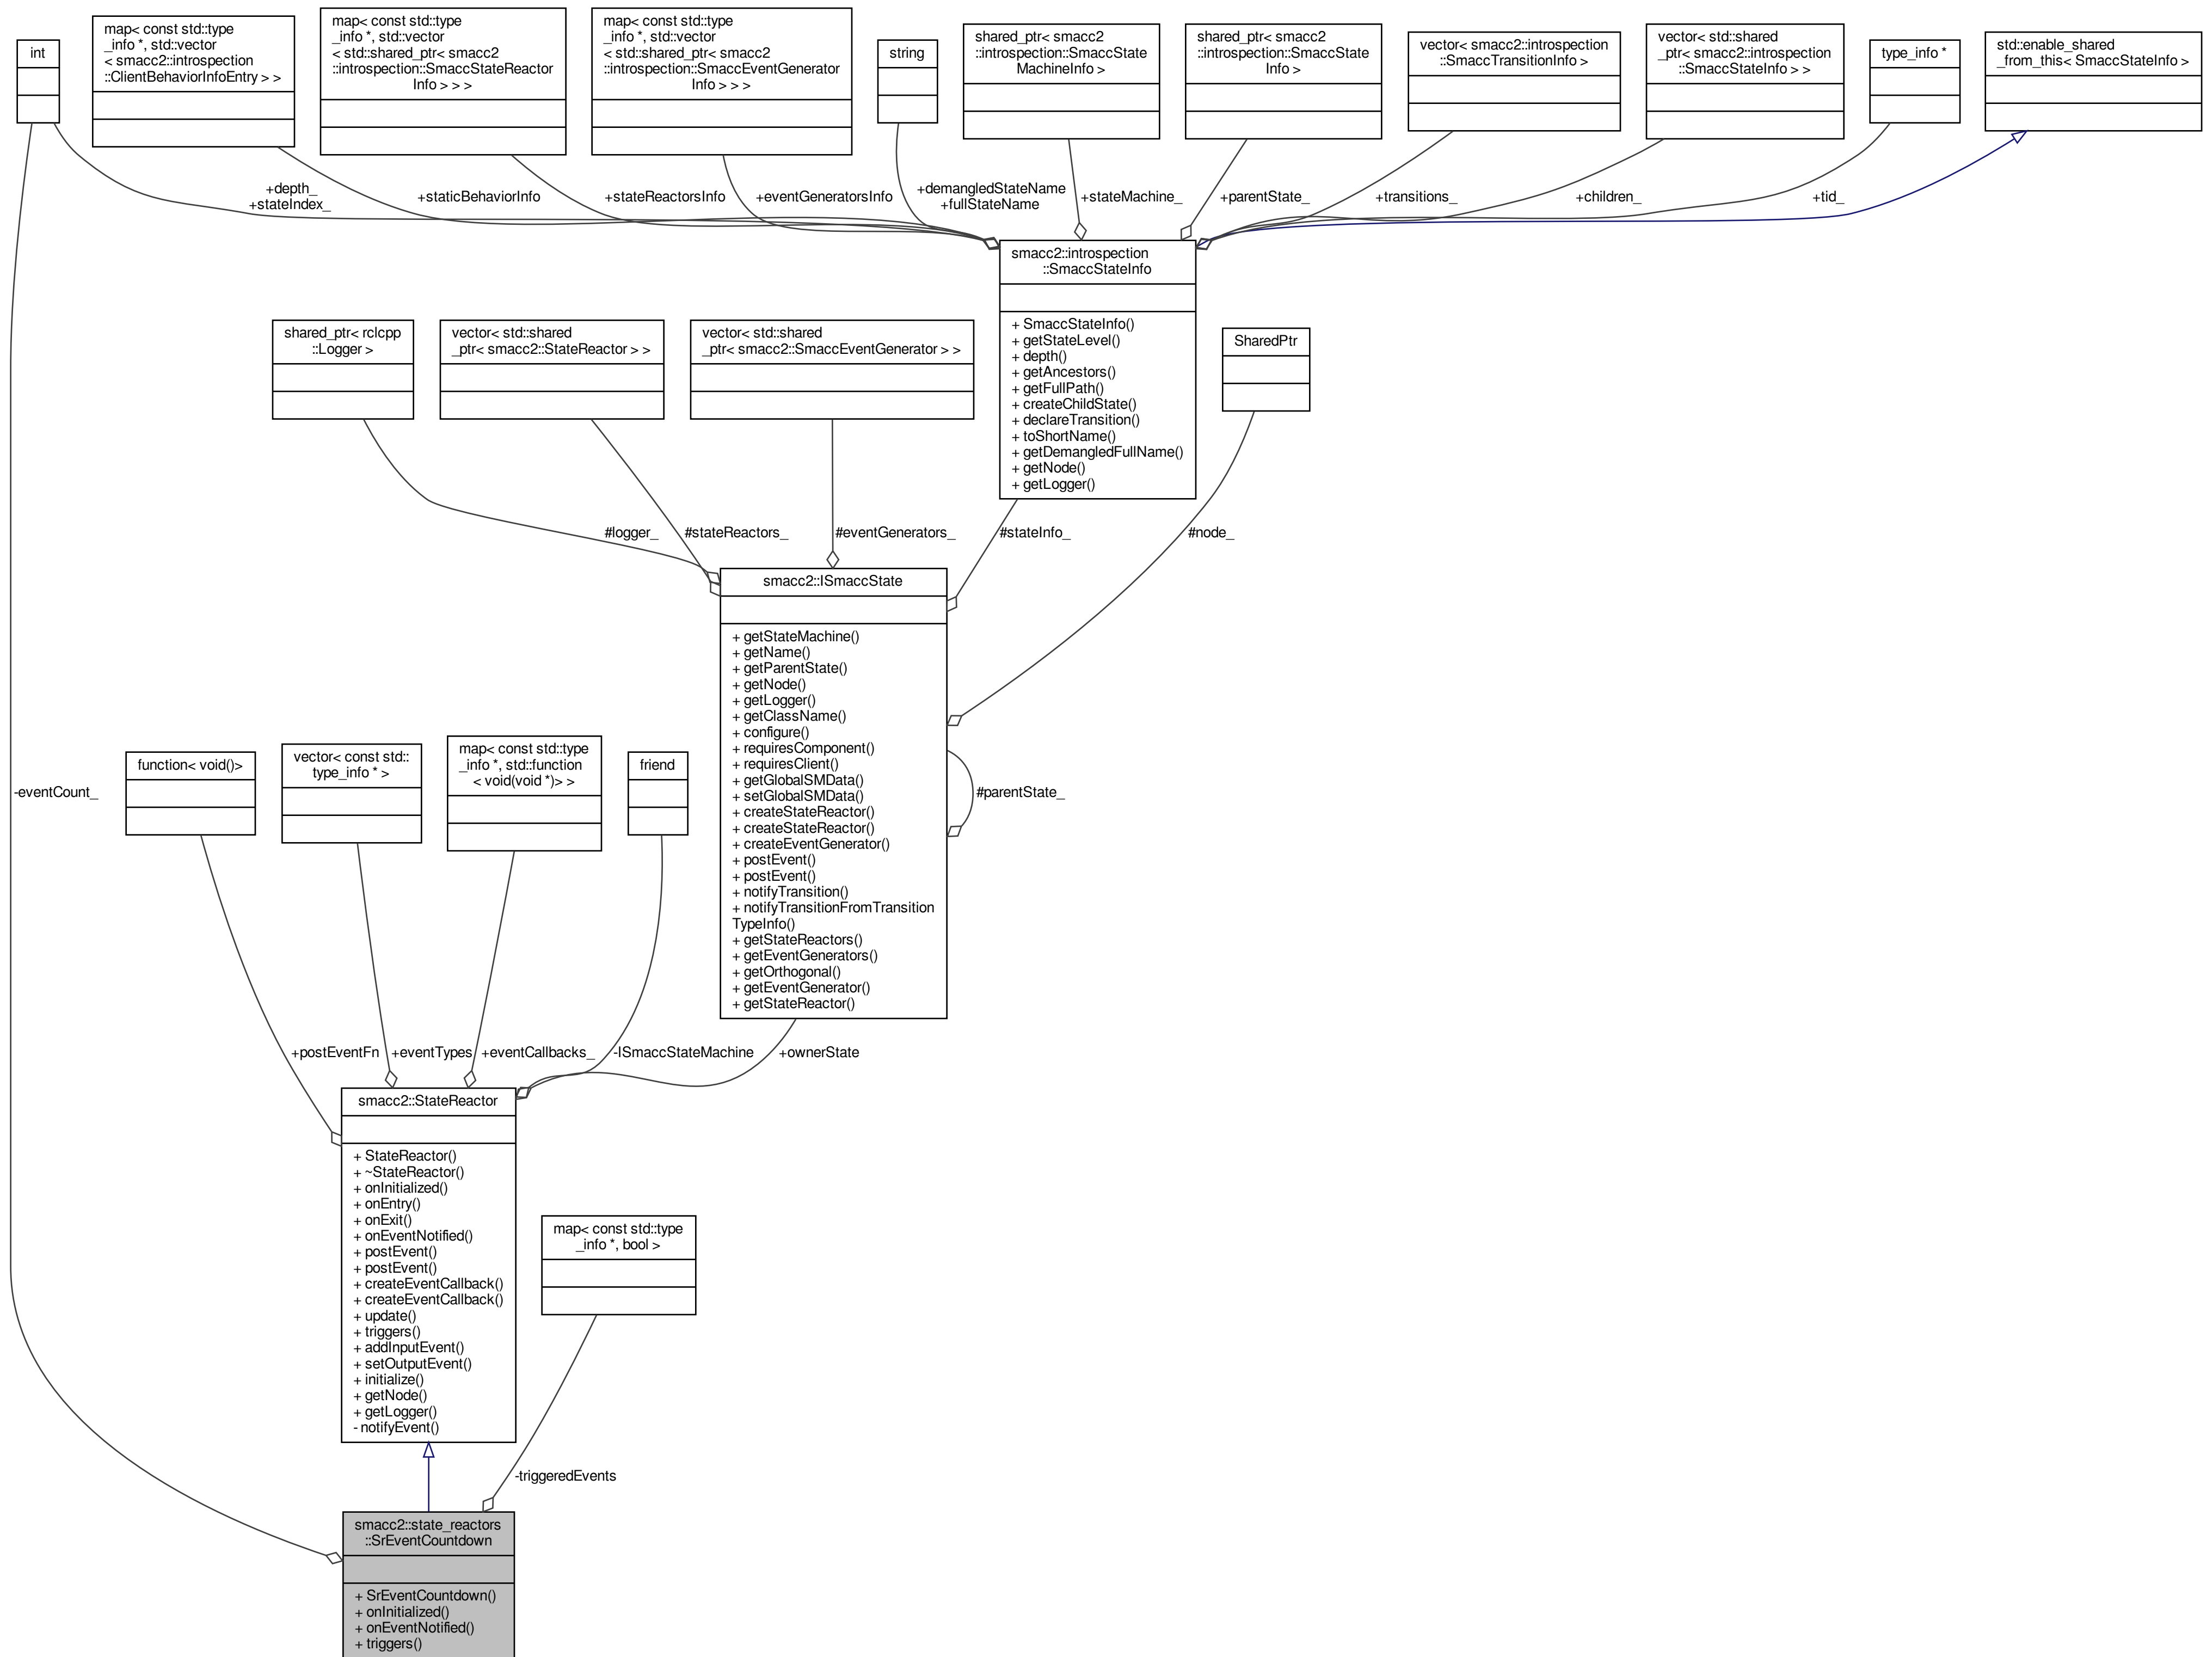 int
map< const std::type
_info *, std::vector
< smacc2::introspection
::ClientBehaviorInfoEntry > >
map< const std::type
_info *, std::vector
< std::shared_ptr< smacc2
::introspection::SmaccStateReactor
Info > > >
map< const std::type
_info *, std::vector
< std::shared_ptr< smacc2
::introspection::SmaccEventGenerator
Info > > >
string
shared_ptr< smacc2
::introspection::SmaccState
MachineInfo >
shared_ptr< smacc2
::introspection::SmaccState
Info >
vector< smacc2::introspection
::SmaccTransitionInfo >
vector< std::shared
_ptr< smacc2::introspection
::SmaccStateInfo > >
type_info *
std::enable_shared
_from_this< SmaccStateInfo >
+depth_
+stateIndex_
+staticBehaviorInfo
+stateReactorsInfo
+eventGeneratorsInfo
+demangledStateName
+fullStateName
+stateMachine_
+parentState_
+transitions_
+children_
+tid_
smacc2::introspection
::SmaccStateInfo
+ SmaccStateInfo()
+ getStateLevel()
+ depth()
+ getAncestors()
+ getFullPath()
+ createChildState()
+ declareTransition()
+ toShortName()
+ getDemangledFullName()
+ getNode()
+ getLogger()
shared_ptr< rclcpp
::Logger >
vector< std::shared
_ptr< smacc2::StateReactor > >
vector< std::shared
_ptr< smacc2::SmaccEventGenerator > >
SharedPtr
#logger_
#stateReactors_
#eventGenerators_
#stateInfo_
#node_
smacc2::ISmaccState
+ getStateMachine()
+ getName()
+ getParentState()
+ getNode()
+ getLogger()
+ getClassName()
+ configure()
+ requiresComponent()
+ requiresClient()
+ getGlobalSMData()
+ setGlobalSMData()
+ createStateReactor()
+ createStateReactor()
+ createEventGenerator()
+ postEvent()
+ postEvent()
+ notifyTransition()
+ notifyTransitionFromTransition
TypeInfo()
+ getStateReactors()
+ getEventGenerators()
+ getOrthogonal()
+ getEventGenerator()
+ getStateReactor()
#parentState_
-eventCount_
function< void()>
vector< const std::
type_info * >
map< const std::type
_info *, std::function
< void(void *)> >
friend
+postEventFn
+eventTypes
+eventCallbacks_
-ISmaccStateMachine
+ownerState
smacc2::StateReactor
+ StateReactor()
+ ~StateReactor()
+ onInitialized()
+ onEntry()
+ onExit()
+ onEventNotified()
+ postEvent()
+ postEvent()
+ createEventCallback()
+ createEventCallback()
+ update()
+ triggers()
+ addInputEvent()
+ setOutputEvent()
+ initialize()
+ getNode()
+ getLogger()
- notifyEvent()
map< const std::type
_info *, bool >
-triggeredEvents
smacc2::state_reactors
::SrEventCountdown
+ SrEventCountdown()
+ onInitialized()
+ onEventNotified()
+ triggers()